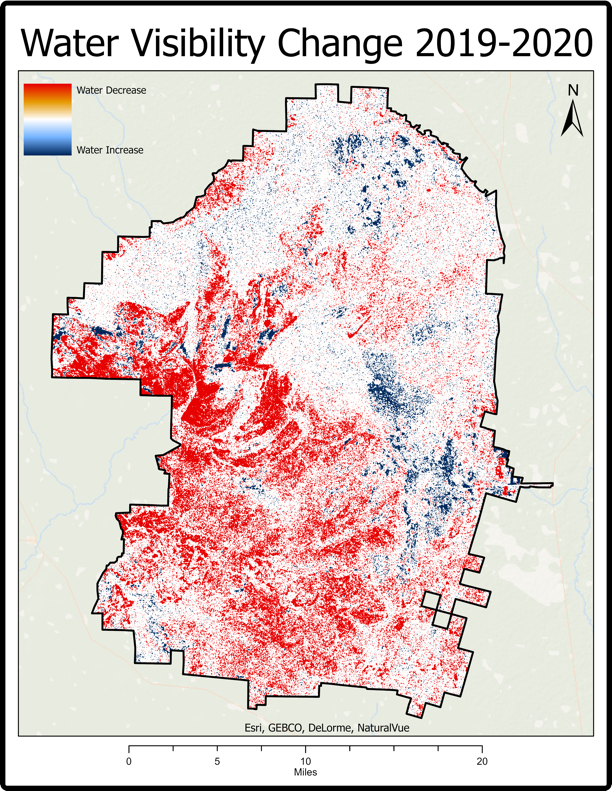 Water Visibility Change 2019-2020
Water Decrease
Water Increase
N
Esri, GEBCO, DeLorme, NaturalVue
0 5 10 20
Miles